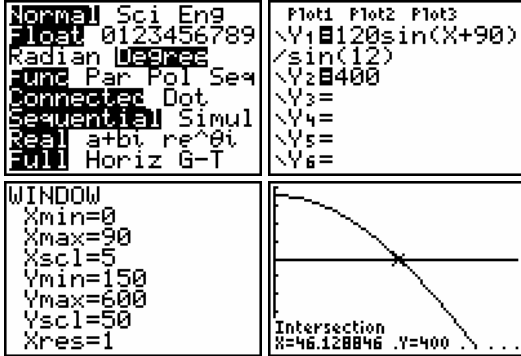 Normal Sci Eng
Float 0123456789
Radian Degree
Func Par Pol Seq
Connected Dot
Sequential Simul
Real a+bi re^θi
Full Horiz G-T
Plot1 Plot2 Plot3
\Y₁=120sin(X+90)
/sin(12)
\Y₂=400
\Y₃=
\Y₄=
\Y₅=
\Y₆=
WINDOW
Xmin=0
Xmax=90
Xscl=5
Ymin=150
Ymax=600
Yscl=50
Xres=1
Intersection
X=46.128846 Y=400